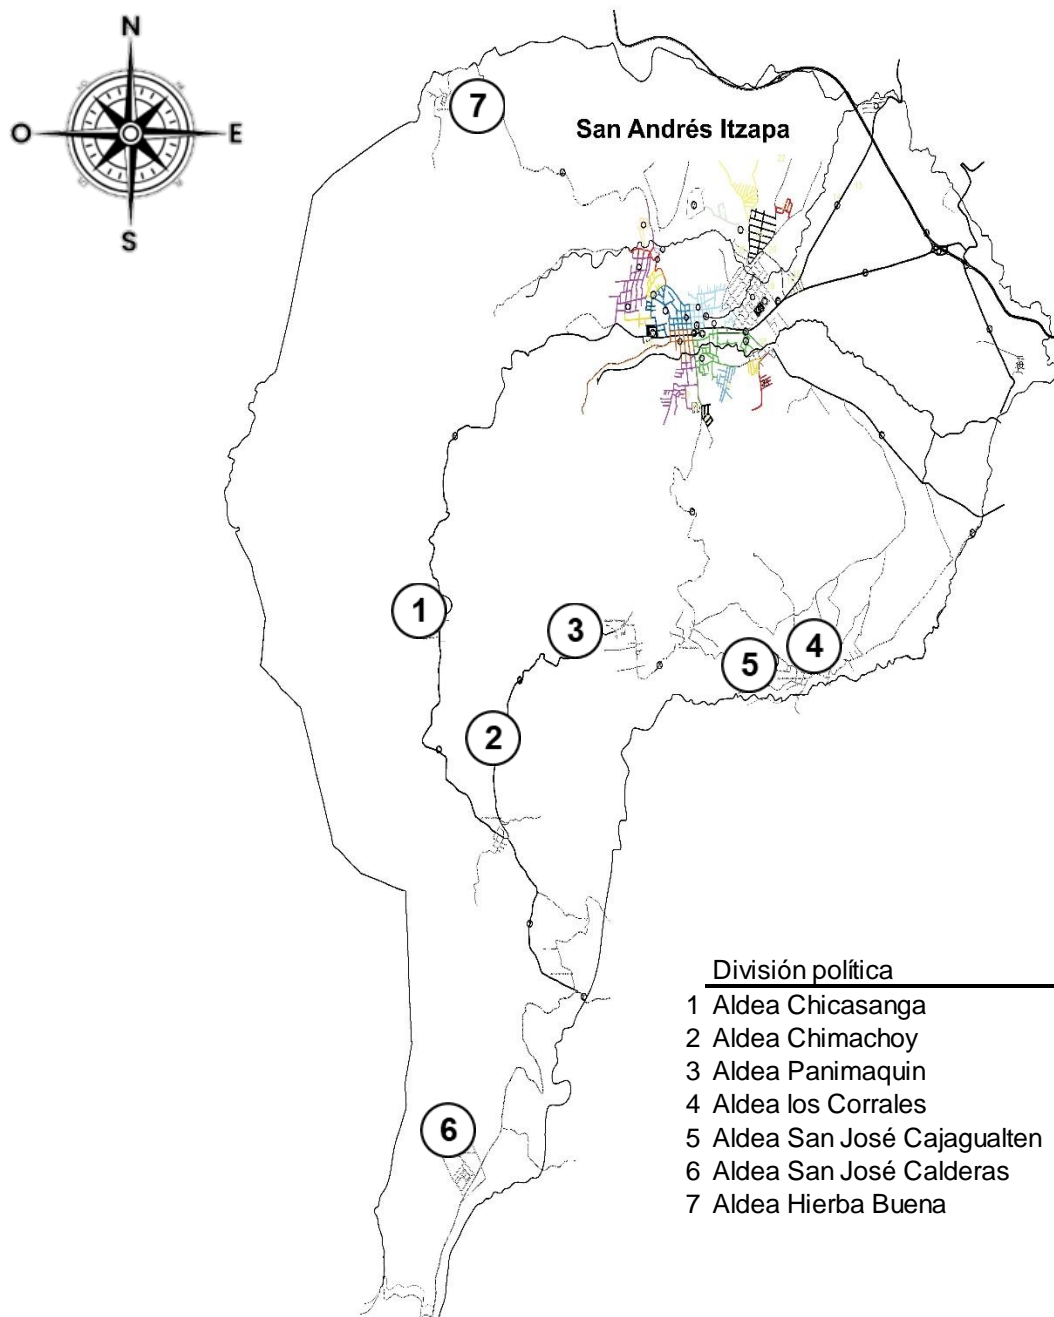 N
7
San Andrés Itzapa
O
E
S
1
3
4
5
2
División política
1 Aldea Chicasanga
2 Aldea Chimachoy
3 Aldea Panimaquin
4 Aldea los Corrales
5 Aldea San José Cajagualten
6 Aldea San José Calderas
7 Aldea Hierba Buena
6